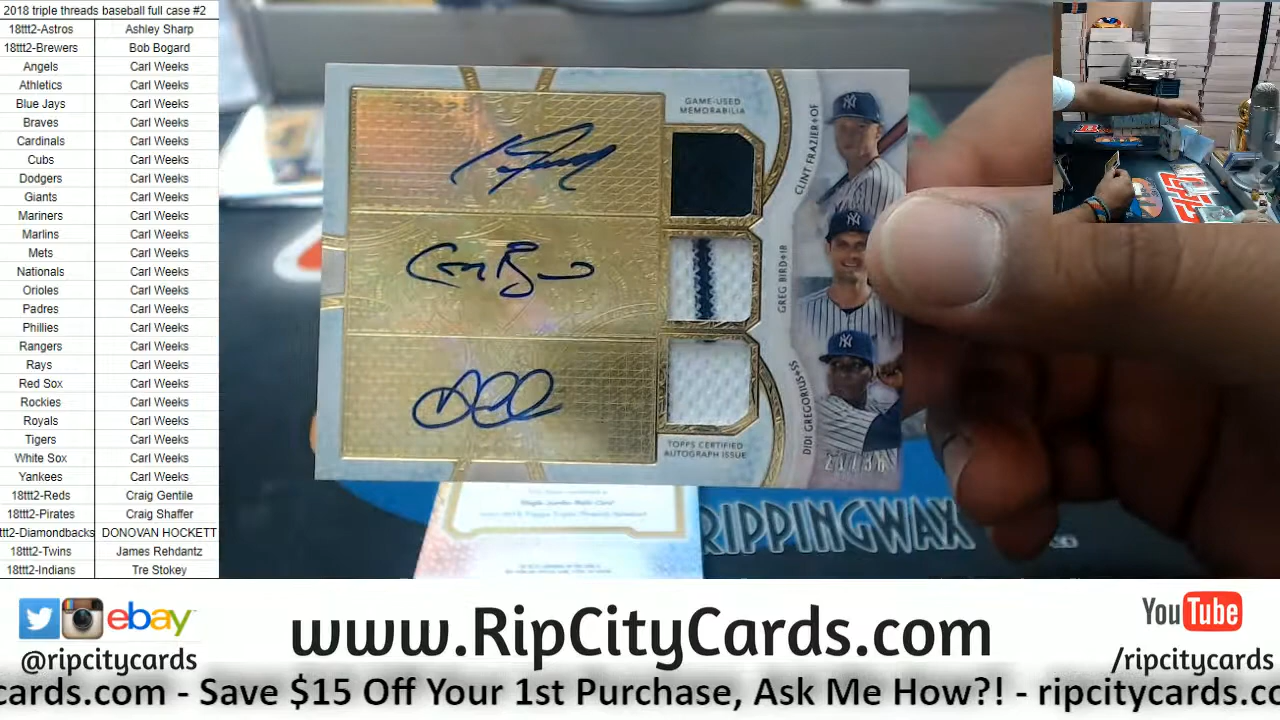 2018 triple threads baseball full case #2
18ttt2-Astros Ashley Sharp
18ttt2-Brewers Bob Bogard
Angels Carl Weeks
Athletics Carl Weeks
Blue Jays Carl Weeks
Braves Carl Weeks
Cardinals Carl Weeks
Cubs Carl Weeks
Dodgers Carl Weeks
Giants Carl Weeks
Mariners Carl Weeks
Marlins Carl Weeks
Mets Carl Weeks
Nationals Carl Weeks
Orioles Carl Weeks
Padres Carl Weeks
Phillies Carl Weeks
Rangers Carl Weeks
Rays Carl Weeks
Red Sox Carl Weeks
Rockies Carl Weeks
Royals Carl Weeks
Tigers Carl Weeks
White Sox Carl Weeks
Yankees Carl Weeks
18ttt2-Reds Craig Gentile
18ttt2-Pirates Craig Shaffer
ttt2-Diamondbacks DONOVAN HOCKETT
18ttt2-Twins James Rehdantz
18ttt2-Indians Tre Stokey
GAME-USED
MEMORABILIA
CLINT FRAZIER • OF
GREG BIRD • 1B
DIDI GREGORIUS • SS
TOPPS CERTIFIED
AUTOGRAPH ISSUE
RIPPINGWAX
ebay
@ripcitycards
www.RipCityCards.com
YouTube
/ripcitycards
cards.com - Save $15 Off Your 1st Purchase, Ask Me How?! - ripcitycards.co